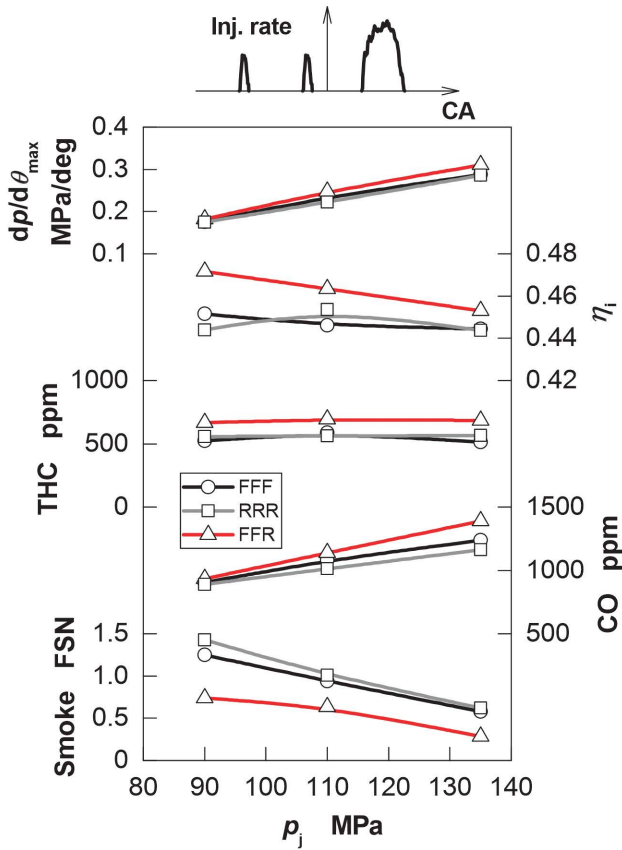 Inj. rate
CA
dp/dθmax
MPa/deg
0.4
0.3
0.2
0.1
0.48
0.46
0.44
0.42
ηi
THC ppm
1000
500
0
FFF
RRR
FFR
1500
1000
500
CO ppm
Smoke FSN
1.5
1.0
0.5
0
80 90 100 110 120 130 140
pj MPa